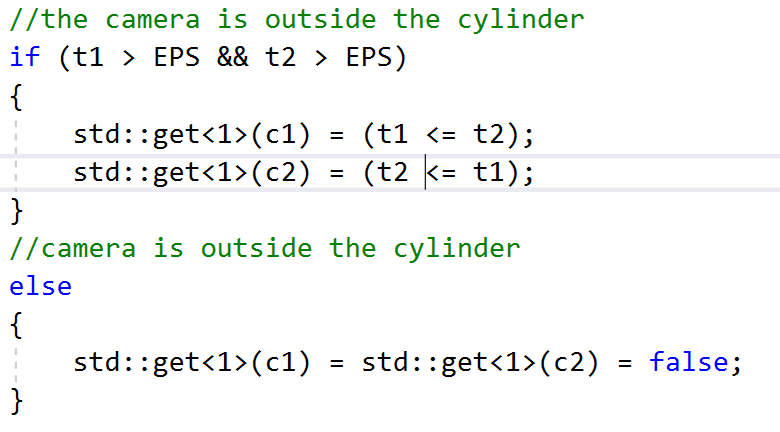 //the camera is outside the cylinder
if (t1 > EPS && t2 > EPS)
{
    std::get<1>(c1) = (t1 <= t2);
    std::get<1>(c2) = (t2 <= t1);
}
//camera is outside the cylinder
else
{
    std::get<1>(c1) = std::get<1>(c2) = false;
}